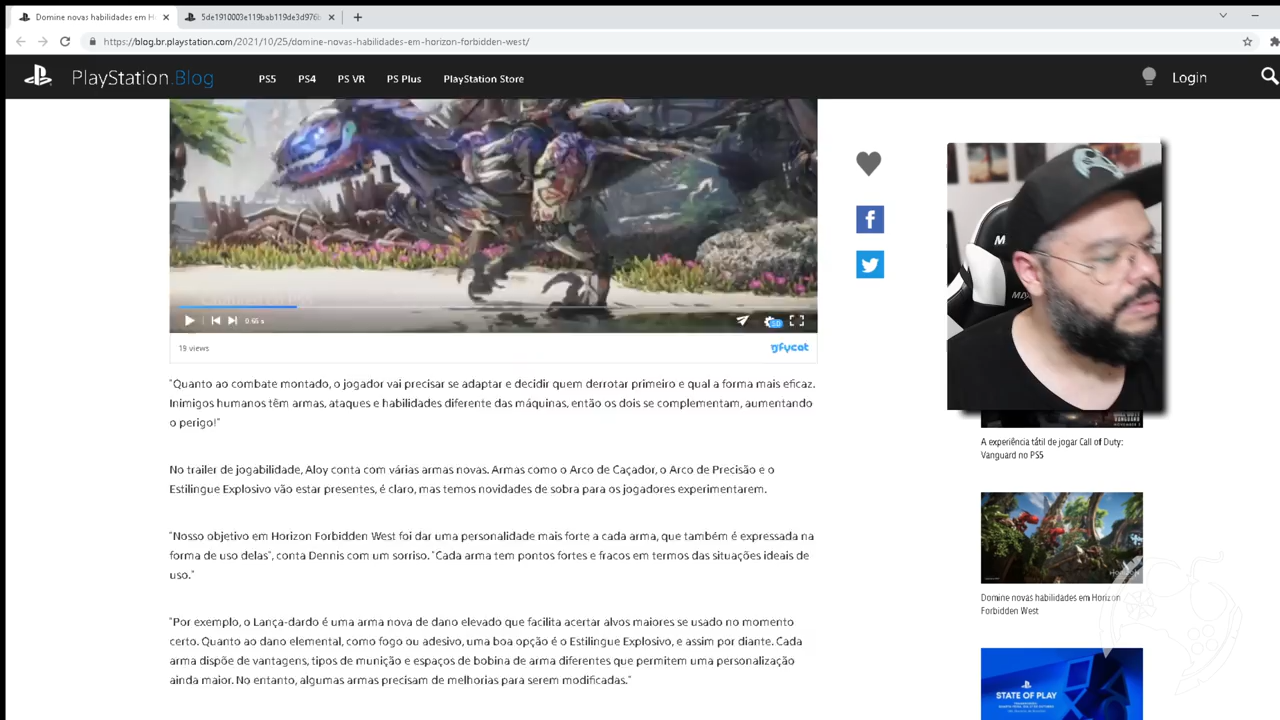 Domine novas habilidades em H
5de1910003e119bab119de3d976b
https://blog.br.playstation.com/2021/10/25/domine-novas-habilidades-em-horizon-forbidden-west/
PlayStation.Blog
PS5
PS4
PS VR
PS Plus
PlayStation Store
Login
0.65 s
19 views
gfycat
"Quanto ao combate montado, o jogador vai precisar se adaptar e decidir quem derrotar primeiro e qual a forma mais eficaz.
Inimigos humanos têm armas, ataques e habilidades diferente das máquinas, então os dois se complementam, aumentando
o perigo!"
No trailer de jogabilidade, Aloy conta com várias armas novas. Armas como o Arco de Caçador, o Arco de Precisão e o
Estilingue Explosivo vão estar presentes, é claro, mas temos novidades de sobra para os jogadores experimentarem.
"Nosso objetivo em Horizon Forbidden West foi dar uma personalidade mais forte a cada arma, que também é expressada na
forma de uso delas", conta Dennis com um sorriso. "Cada arma tem pontos fortes e fracos em termos das situações ideais de
uso."
"Por exemplo, o Lança-dardo é uma arma nova de dano elevado que facilita acertar alvos maiores se usado no momento
certo. Quanto ao dano elemental, como fogo ou adesivo, uma boa opção é o Estilingue Explosivo, e assim por diante. Cada
arma dispõe de vantagens, tipos de munição e espaços de bobina de arma diferentes que permitem uma personalização
ainda maior. No entanto, algumas armas precisam de melhorias para serem modificadas."
A experiência tátil de jogar Call of Duty:
Vanguard no PS5
Domine novas habilidades em Horizon
Forbidden West
STATE OF PLAY